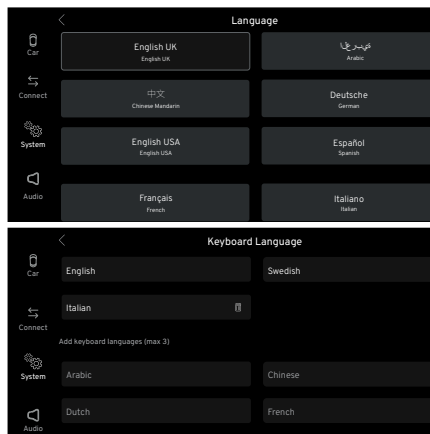 Language
Car
English UK
English UK
ةيبرعلا
Arabic
Connect
中文
Chinese Mandarin
Deutsche
German
System
English USA
English USA
Español
Spanish
Audio
Français
French
Italiano
Italian
Keyboard Language
Car
English
Swedish
Connect
Italian
Add keyboard languages (max 3)
System
Arabic
Chinese
Audio
Dutch
French